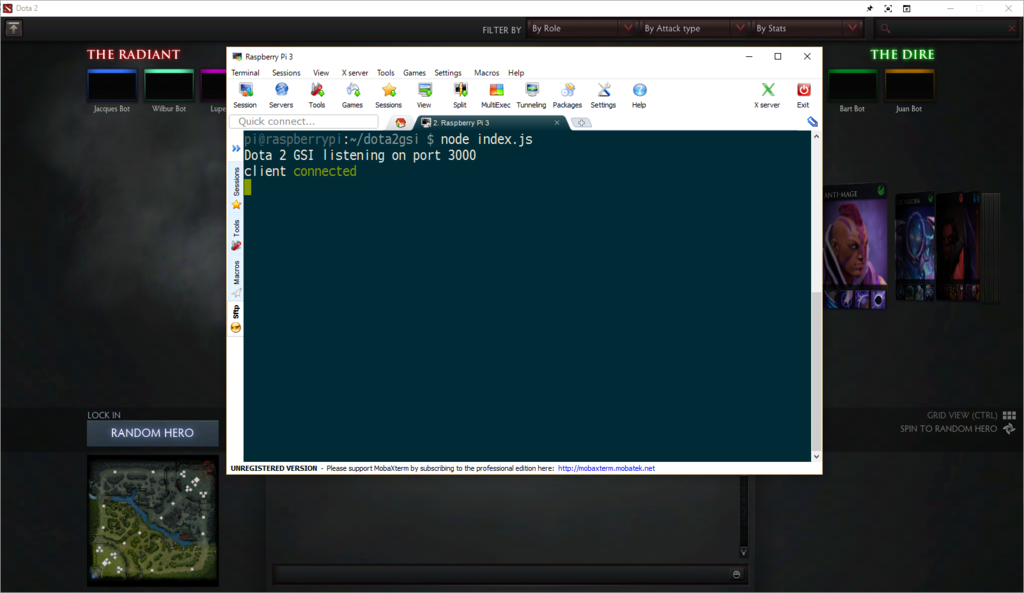 Dota 2
FILTER BY By Role By Attack type By Stats
THE RADIANT
THE DIRE
Jacques Bot Wilbur Bot
Bart Bot Juan Bot
Raspberry Pi 3
Terminal Sessions View X server Tools Games Settings Macros Help
Session Servers Tools Games Sessions View Split MultiExec Tunneling Packages Settings Help X server Exit
Quick connect...
2. Raspberry Pi 3
pi@raspberrypi:~/dota2gsi $ node index.js
Dota 2 GSI listening on port 3000
client connected
Sessions
Tools
Macros
Sftp
ANTI-MAGE
LOCK IN
RANDOM HERO
GRID VIEW (CTRL)
SPIN TO RANDOM HERO
UNREGISTERED VERSION - Please support MobaXterm by subscribing to the professional edition here: http://mobaxterm.mobatek.net